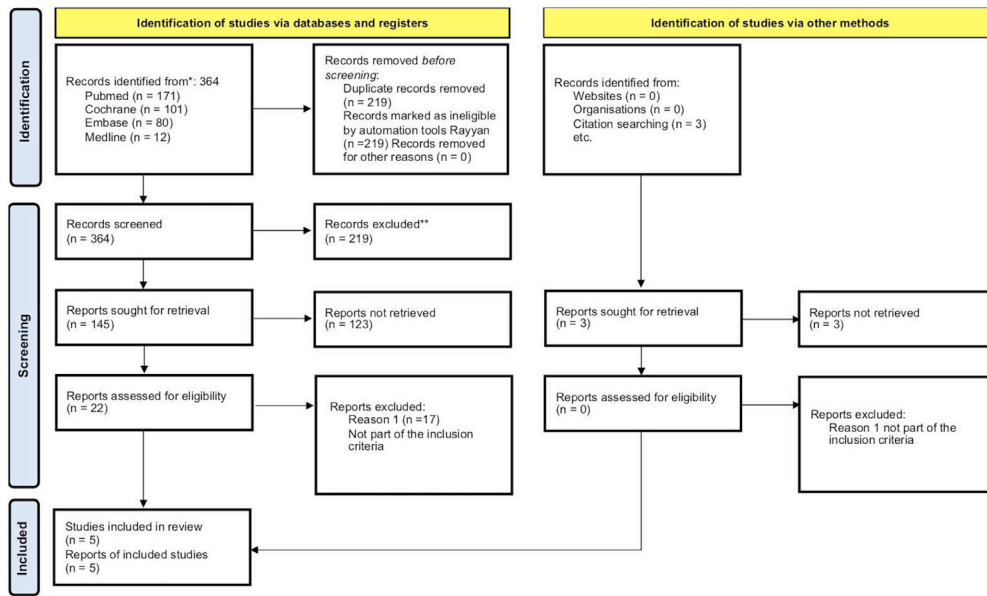 Identification of studies via databases and registers
Identification of studies via other methods
Identification
Records identified from*: 364
Pubmed (n = 171)
Cochrane (n = 101)
Embase (n = 80)
Medline (n = 12)
Records removed before
screening:
Duplicate records removed
(n = 219)
Records marked as ineligible
by automation tools Rayyan
(n =219) Records removed
for other reasons (n = 0)
Records identified from:
Websites (n = 0)
Organisations (n = 0)
Citation searching (n = 3)
etc.
Screening
Records screened
(n = 364)
Records excluded**
(n = 219)
Reports sought for retrieval
(n = 145)
Reports not retrieved
(n = 123)
Reports sought for retrieval
(n = 3)
Reports not retrieved
(n = 3)
Reports assessed for eligibility
(n = 22)
Reports excluded:
Reason 1 (n =17)
Not part of the inclusion
criteria
Reports assessed for eligibility
(n = 0)
Reports excluded:
Reason 1 not part of the
inclusion criteria
Included
Studies included in review
(n = 5)
Reports of included studies
(n = 5)